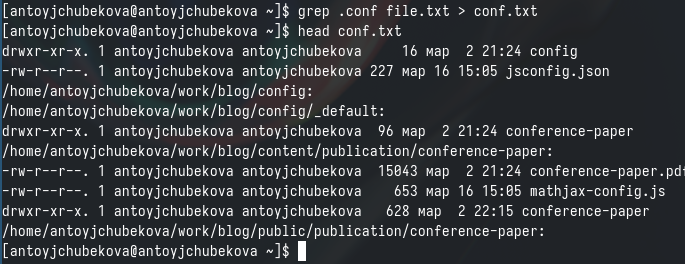 [antoyjchubekova@antoyjchubekova ~]$ grep .conf file.txt > conf.txt
[antoyjchubekova@antoyjchubekova ~]$ head conf.txt
drwxr-xr-x. 1 antoyjchubekova antoyjchubekova    16 мар  2 21:24 config
-rw-r--r--. 1 antoyjchubekova antoyjchubekova 227 мар 16 15:05 jsconfig.json
/home/antoyjchubekova/work/blog/config:
/home/antoyjchubekova/work/blog/config/_default:
drwxr-xr-x. 1 antoyjchubekova antoyjchubekova  96 мар  2 21:24 conference-paper
/home/antoyjchubekova/work/blog/content/publication/conference-paper:
-rw-r--r--. 1 antoyjchubekova antoyjchubekova  15043 мар  2 21:24 conference-paper.pdf
-rw-r--r--. 1 antoyjchubekova antoyjchubekova    653 мар 16 15:05 mathjax-config.js
drwxr-xr-x. 1 antoyjchubekova antoyjchubekova   628 мар  2 22:15 conference-paper
/home/antoyjchubekova/work/blog/public/publication/conference-paper:
[antoyjchubekova@antoyjchubekova ~]$